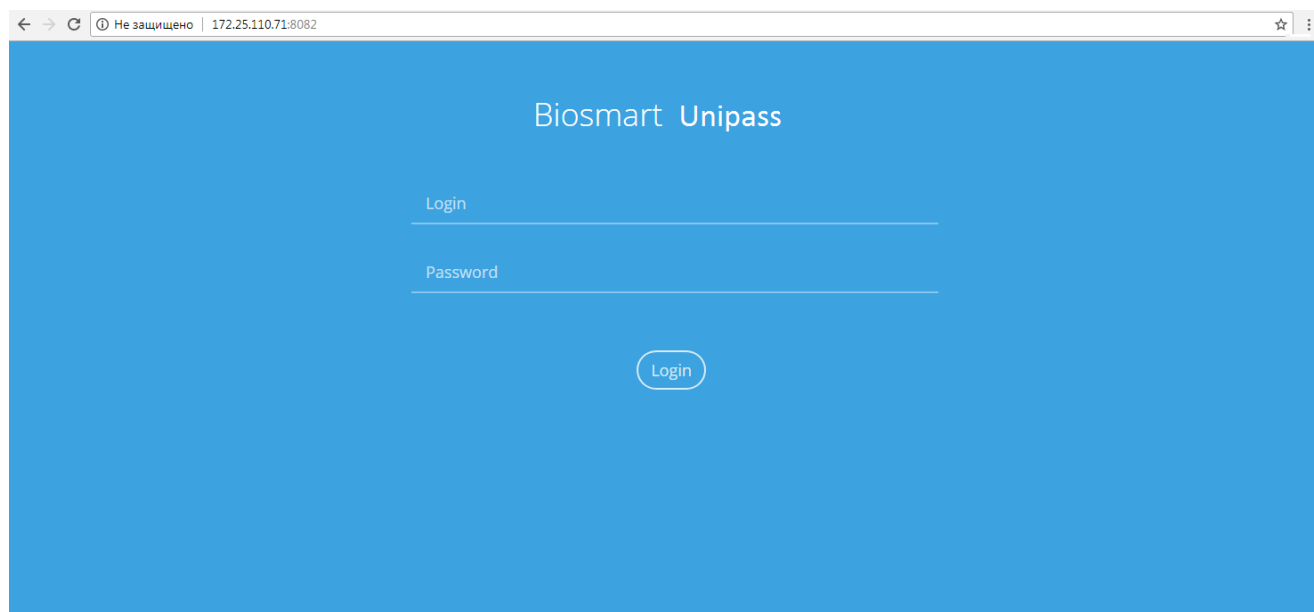 Не защищено | 172.25.110.71:8082
Biosmart Unipass
Login
Password
Login